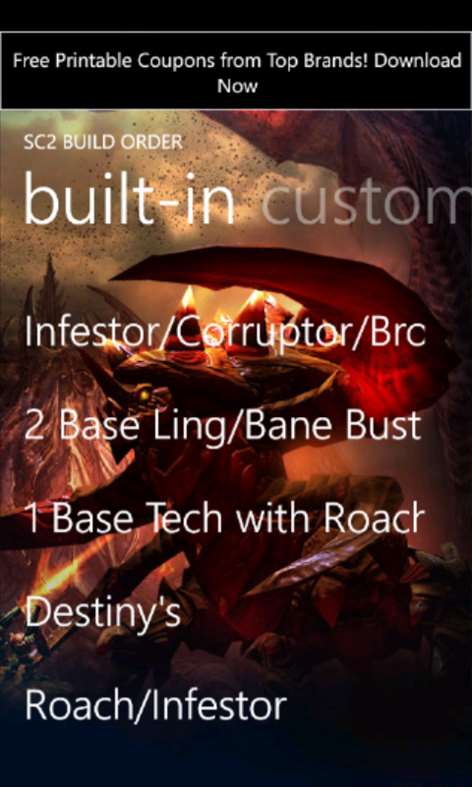 Free Printable Coupons from Top Brands! Download
Now
SC2 BUILD ORDER
built-in custom
Infestor/Corruptor/Bro
2 Base Ling/Bane Bust
1 Base Tech with Roach
Destiny's
Roach/Infestor